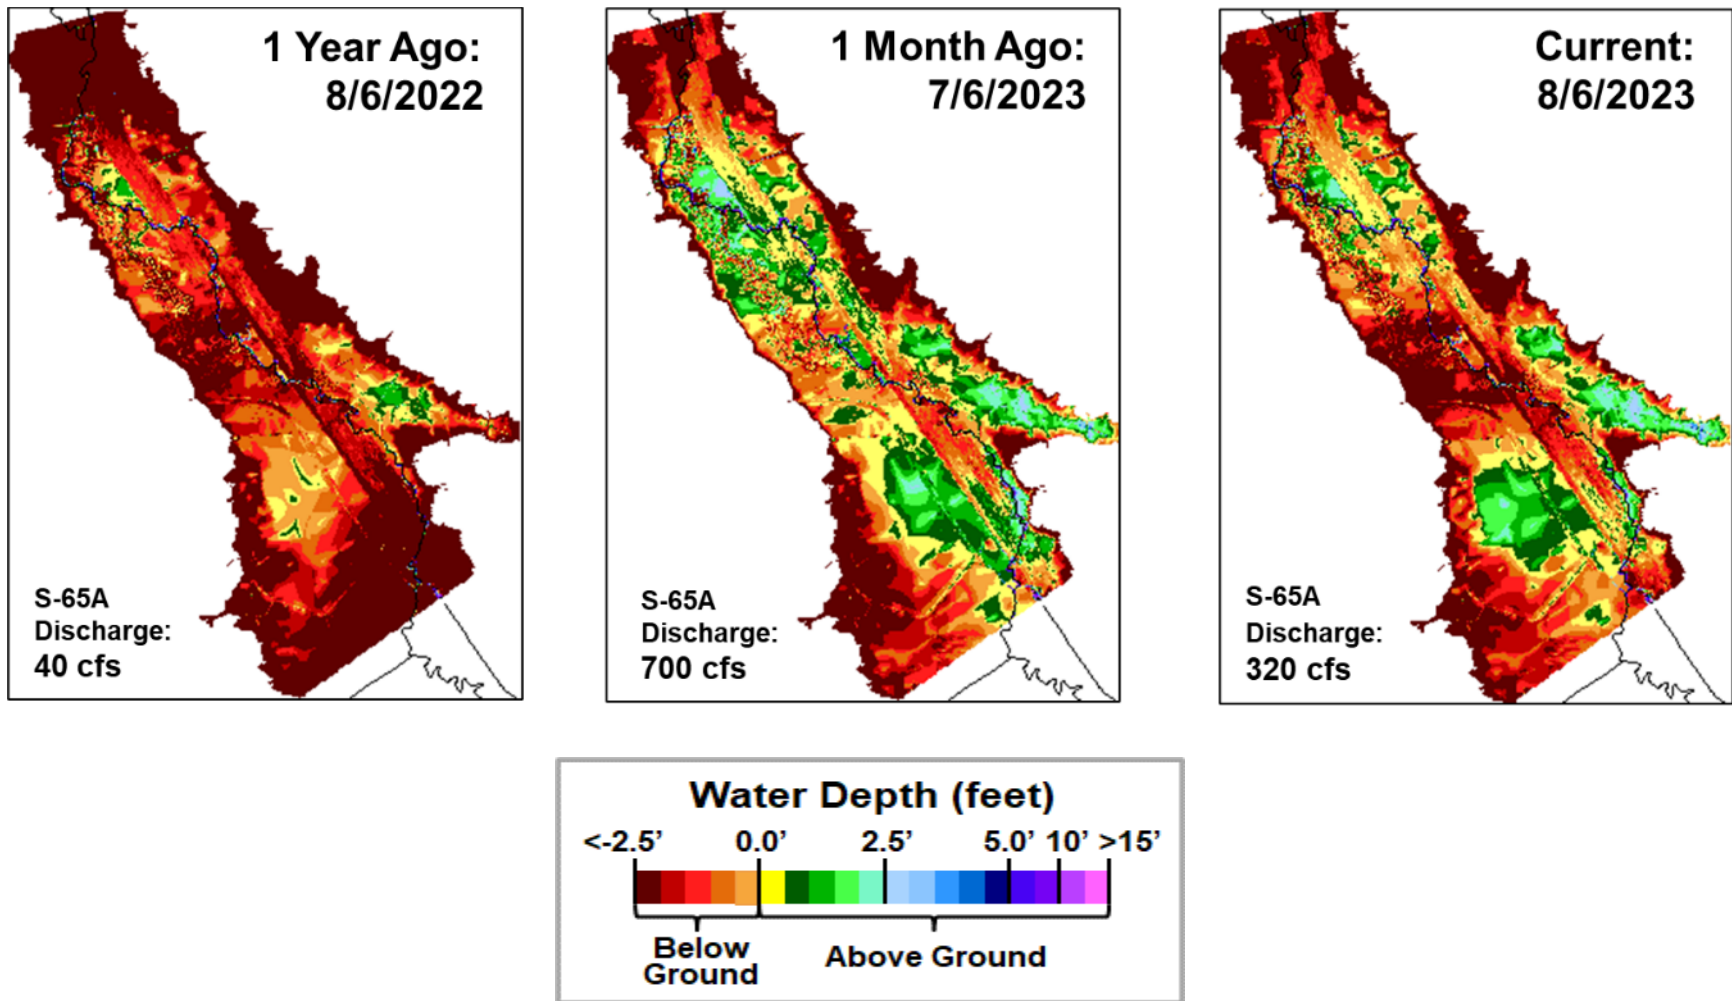 1 Year Ago:
8/6/2022
S-65A
Discharge:
40 cfs
1 Month Ago:
7/6/2023
S-65A
Discharge:
700 cfs
Current:
8/6/2023
S-65A
Discharge:
320 cfs
Water Depth (feet)
<-2.5’ 0.0’ 2.5’ 5.0’ 10’ >15’
Below
Ground
Above Ground